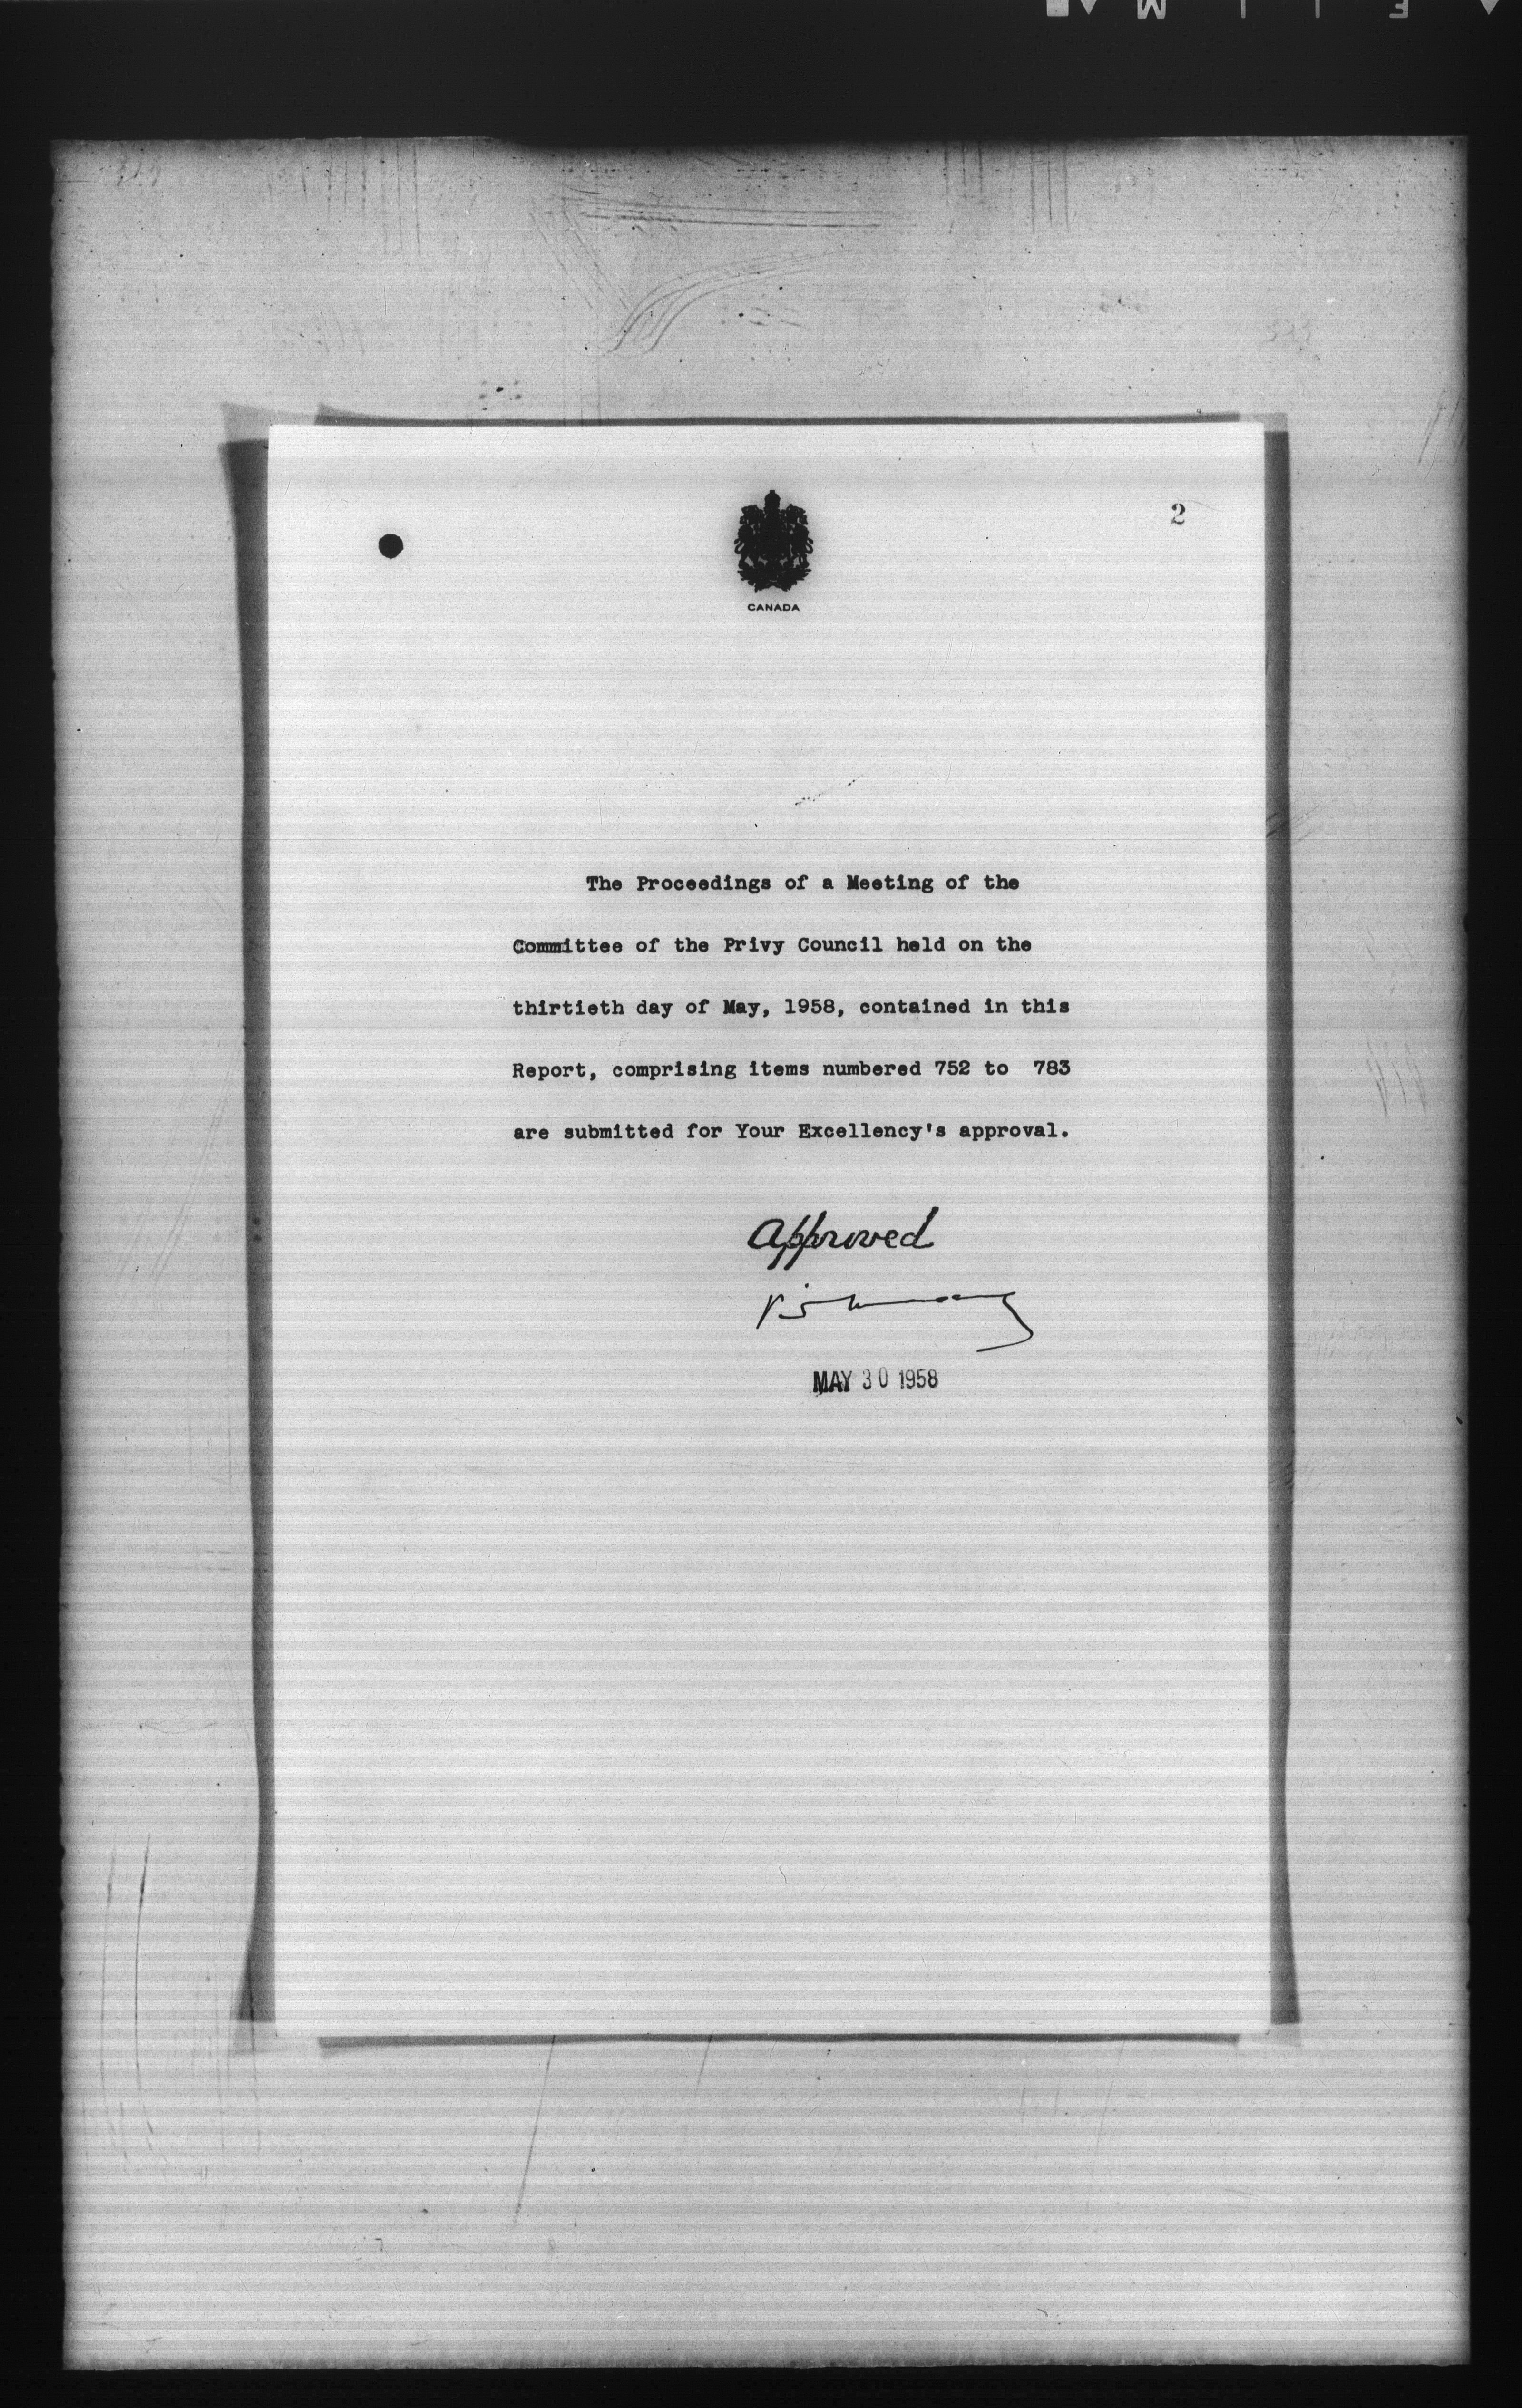 2
CANADA
The Proceedings of a Meeting of the
Committee of the Privy Council held on the
thirtieth day of May, 1958, contained in this
Report, comprising items numbered 752 to 783
are submitted for Your Excellency's approval.
Approved
MAY 30 1958